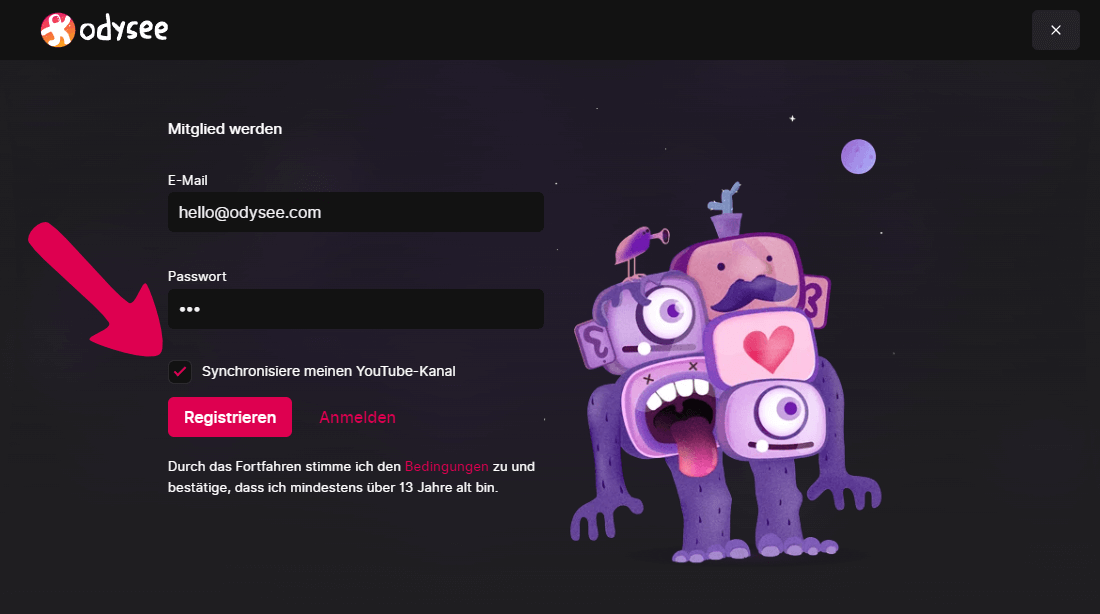 odysee
Mitglied werden
E-Mail
hello@odysee.com
Passwort
•••
Synchronisiere meinen YouTube-Kanal
Registrieren Anmelden
Durch das Fortfahren stimme ich den Bedingungen zu und
bestätige, dass ich mindestens über 13 Jahre alt bin.